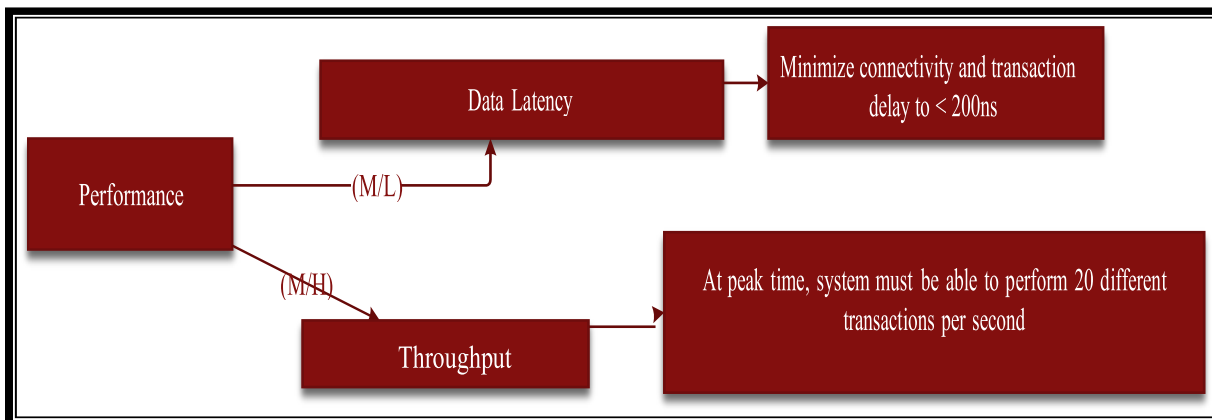 Performance
(M/L)
Data Latency
Minimize connectivity and transaction
delay to < 200ns
(M/H)
Throughput
At peak time, system must be able to perform 20 different
transactions per second